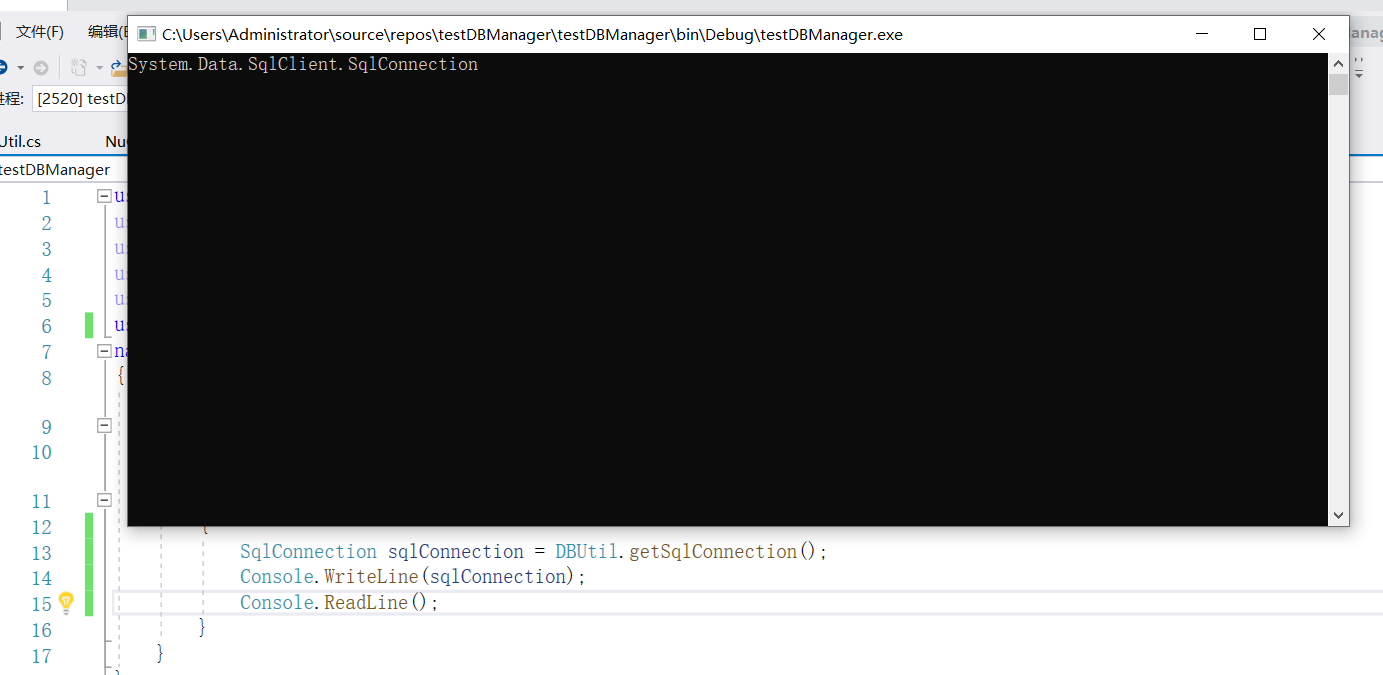 文件(F) 编辑(E
C:\Users\Administrator\source\repos\testDBManager\testDBManager\bin\Debug\testDBManager.exe
System.Data.SqlClient.SqlConnection
程: [2520] testD
Util.cs Nu
testDBManager
1 us
2 us
3 us
4 us
5 us
6 us
7 na
8 {
9
10
11
12 {
13 SqlConnection sqlConnection = DBUtil.getSqlConnection();
14 Console.WriteLine(sqlConnection);
15 Console.ReadLine();
16 }
17 }